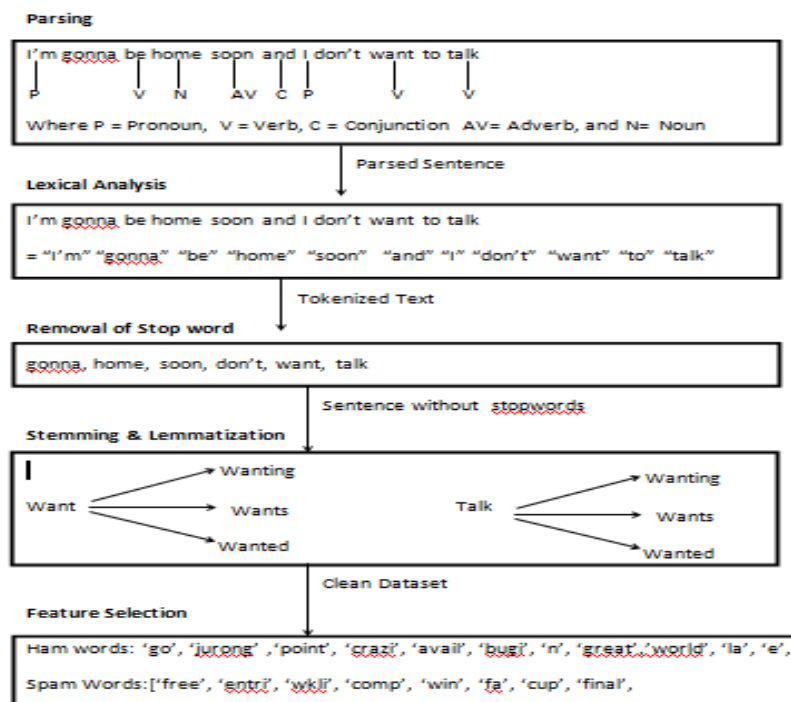 Parsing
I'm gonna be home soon and I don't want to talk
P V N AV C P V V
Where P = Pronoun, V = Verb, C = Conjunction AV= Adverb, and N= Noun
Parsed Sentence
Lexical Analysis
I'm gonna be home soon and I don't want to talk
= “I'm” “gonna” “be” “home” “soon” “and” “I” “don't” “want” “to” “talk”
Tokenized Text
Removal of Stop word
gonna, home, soon, don't, want, talk
Sentence without stopwords
Stemming & Lemmatization
Want
Wanting
Wants
Wanted
Talk
Wanting
Wants
Wanted
Clean Dataset
Feature Selection
Ham words: ‘go’, ‘jurong’ ,‘point’, ‘crazi’, ‘avail’, ‘bugi’, ‘n’, ‘great’,‘world’, ‘la’, ‘e’,
Spam Words:[‘free’, ‘entri’, ‘wkli’, ‘comp’, ‘win’, ‘fa’, ‘cup’, ‘final’,